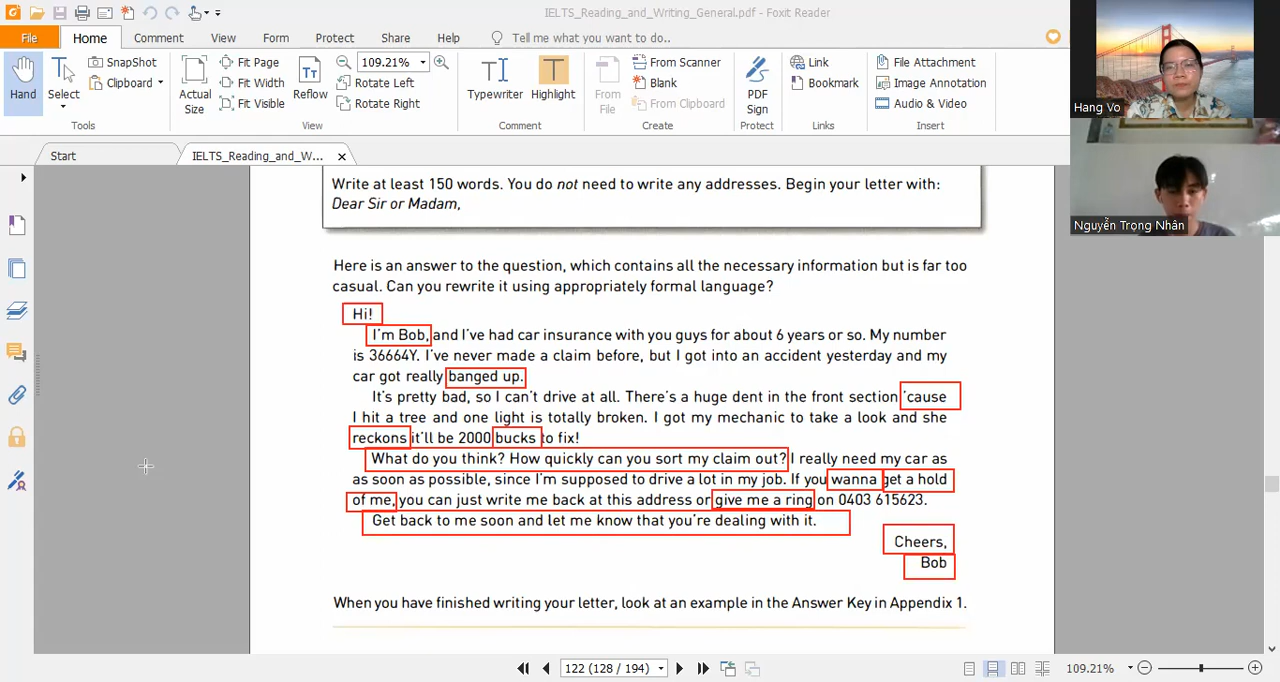 IELTS_Reading_and_Writing_General.pdf - Foxit Reader
File Home Comment View Form Protect Share Help Tell me what you want to do..
Hand
Select
SnapShot
Clipboard
Tools
Actual
Size
Fit Page
Fit Width
Fit Visible
Reflow
109.21%
Rotate Left
Rotate Right
View
Typewriter
Highlight
Comment
From
File
From Scanner
Blank
From Clipboard
Create
PDF
Sign
Protect
Link
Bookmark
Links
File Attachment
Image Annotation
Audio & Video
Insert
Hang Vo
Nguyễn Trọng Nhân
Start
IELTS_Reading_and_W...
Write at least 150 words. You do not need to write any addresses. Begin your letter with:
Dear Sir or Madam,
Here is an answer to the question, which contains all the necessary information but is far too
casual. Can you rewrite it using appropriately formal language?
Hi!
I'm Bob, and I've had car insurance with you guys for about 6 years or so. My number
is 36664Y. I've never made a claim before, but I got into an accident yesterday and my
car got really banged up.
It's pretty bad, so I can't drive at all. There's a huge dent in the front section 'cause
I hit a tree and one light is totally broken. I got my mechanic to take a look and she
reckons it'll be 2000 bucks to fix!
What do you think? How quickly can you sort my claim out? I really need my car as
as soon as possible, since I'm supposed to drive a lot in my job. If you wanna get a hold
of me, you can just write me back at this address or give me a ring on 0403 615623.
Get back to me soon and let me know that you're dealing with it.
Cheers,
Bob
When you have finished writing your letter, look at an example in the Answer Key in Appendix 1.
122 (128 / 194)
109.21%